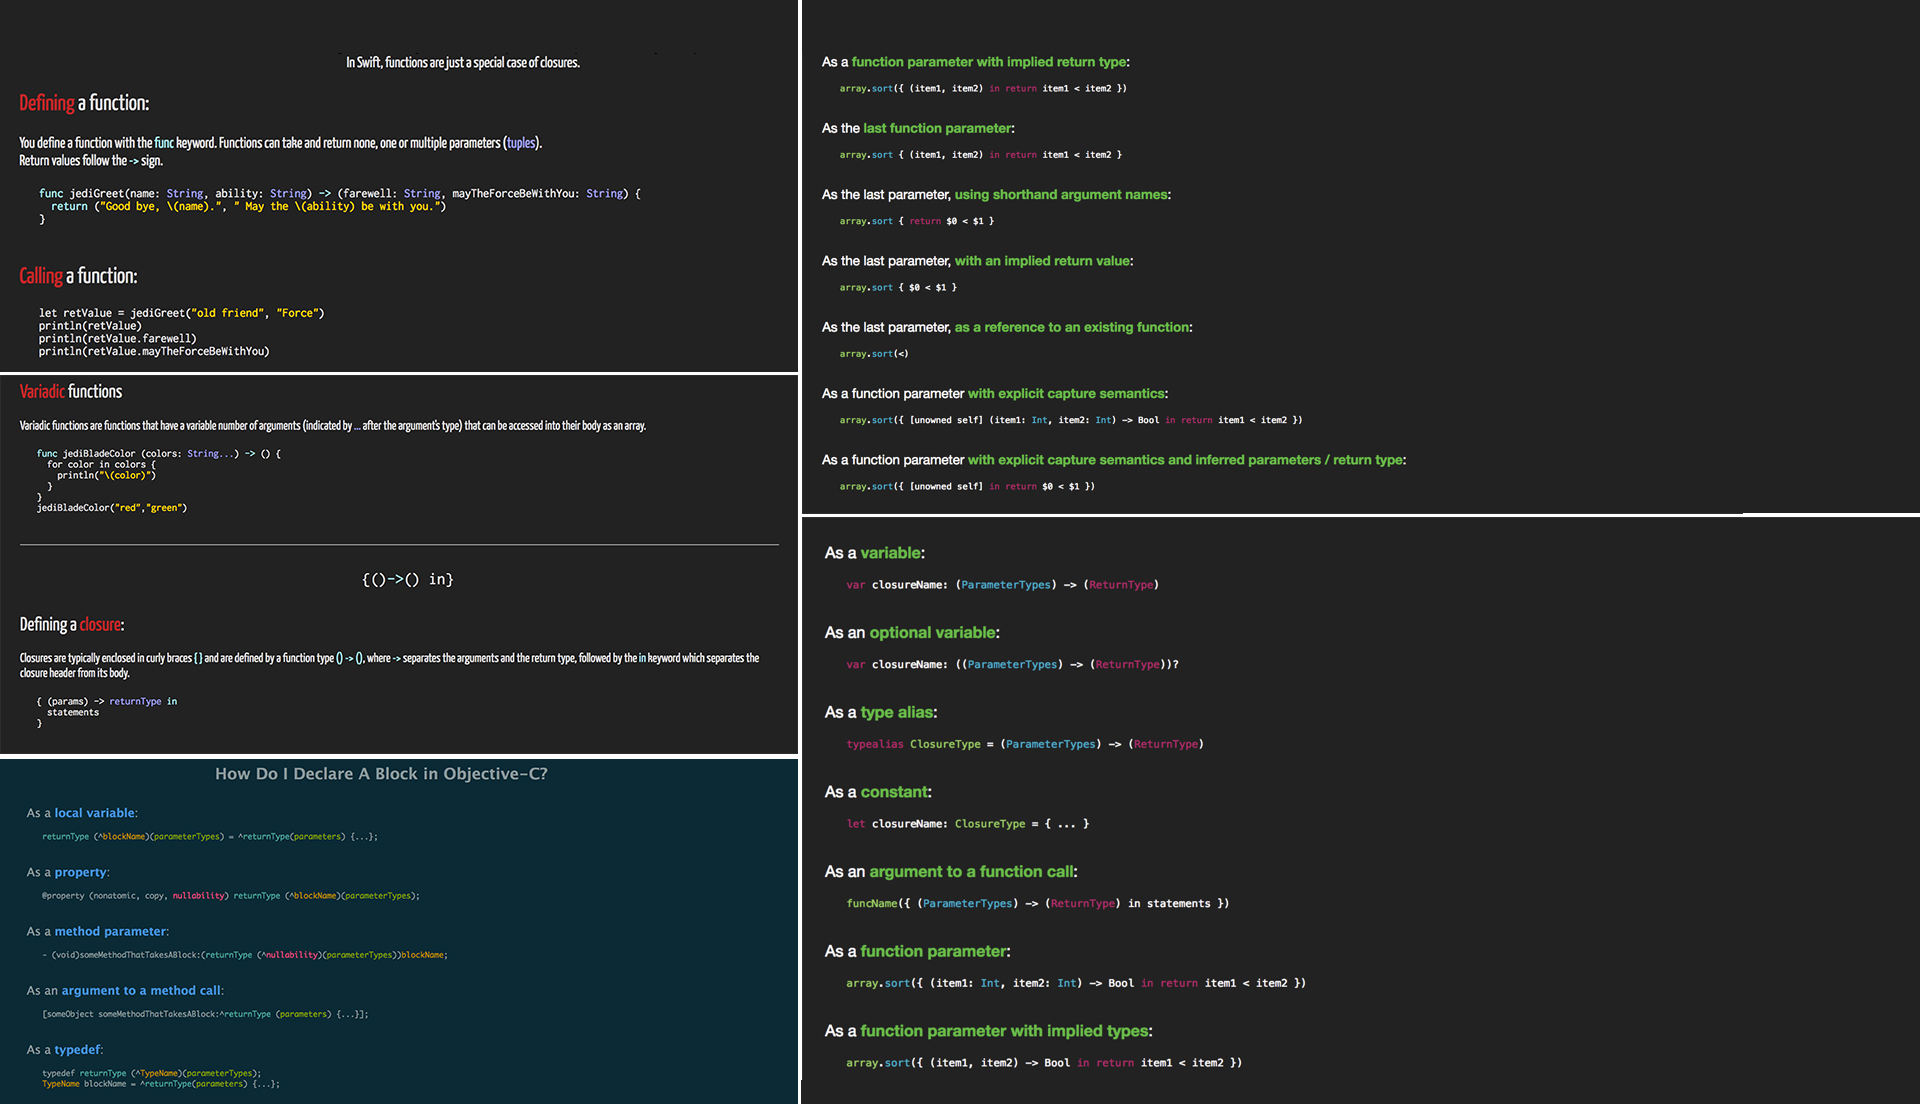 In Swift, functions are just a special case of closures.
Defining a function:
You define a function with the func keyword. Functions can take and return none, one or multiple parameters (tuples).
Return values follow the -> sign.
func jediGreet(name: String, ability: String) -> (farewell: String, mayTheForceBeWithYou: String) {
  return ("Good bye, \(name).", " May the \(ability) be with you.")
}
Calling a function:
let retValue = jediGreet("old friend", "Force")
println(retValue)
println(retValue.farewell)
println(retValue.mayTheForceBeWithYou)
Variadic functions
Variadic functions are functions that have a variable number of arguments (indicated by ... after the argument's type) that can be accessed into their body as an array.
func jediBladeColor (colors: String...) -> () {
  for color in colors {
    println("\(color)")
  }
}
jediBladeColor("red","green")
{()->() in}
Defining a closure:
Closures are typically enclosed in curly braces { } and are defined by a function type () -> (), where -> separates the arguments and the return type, followed by the in keyword which separates the
closure header from its body.
{ (params) -> returnType in
  statements
}
How Do I Declare A Block in Objective-C?
As a local variable:
returnType (^blockName)(parameterTypes) = ^returnType(parameters) {...};
As a property:
@property (nonatomic, copy, nullability) returnType (^blockName)(parameterTypes);
As a method parameter:
- (void)someMethodThatTakesABlock:(returnType (^nullability)(parameterTypes))blockName;
As an argument to a method call:
[someObject someMethodThatTakesABlock:^returnType (parameters) {...}];
As a typedef:
typedef returnType (^TypeName)(parameterTypes);
TypeName blockName = ^returnType(parameters) {...};
As a function parameter with implied return type:
array.sort({ (item1, item2) in return item1 < item2 })
As the last function parameter:
array.sort { (item1, item2) in return item1 < item2 }
As the last parameter, using shorthand argument names:
array.sort { return $0 < $1 }
As the last parameter, with an implied return value:
array.sort { $0 < $1 }
As the last parameter, as a reference to an existing function:
array.sort(<)
As a function parameter with explicit capture semantics:
array.sort({ [unowned self] (item1: Int, item2: Int) -> Bool in return item1 < item2 })
As a function parameter with explicit capture semantics and inferred parameters / return type:
array.sort({ [unowned self] in return $0 < $1 })
As a variable:
var closureName: (ParameterTypes) -> (ReturnType)
As an optional variable:
var closureName: ((ParameterTypes) -> (ReturnType))?
As a type alias:
typealias ClosureType = (ParameterTypes) -> (ReturnType)
As a constant:
let closureName: ClosureType = { ... }
As an argument to a function call:
funcName({ (ParameterTypes) -> (ReturnType) in statements })
As a function parameter:
array.sort({ (item1: Int, item2: Int) -> Bool in return item1 < item2 })
As a function parameter with implied types:
array.sort({ (item1, item2) -> Bool in return item1 < item2 })